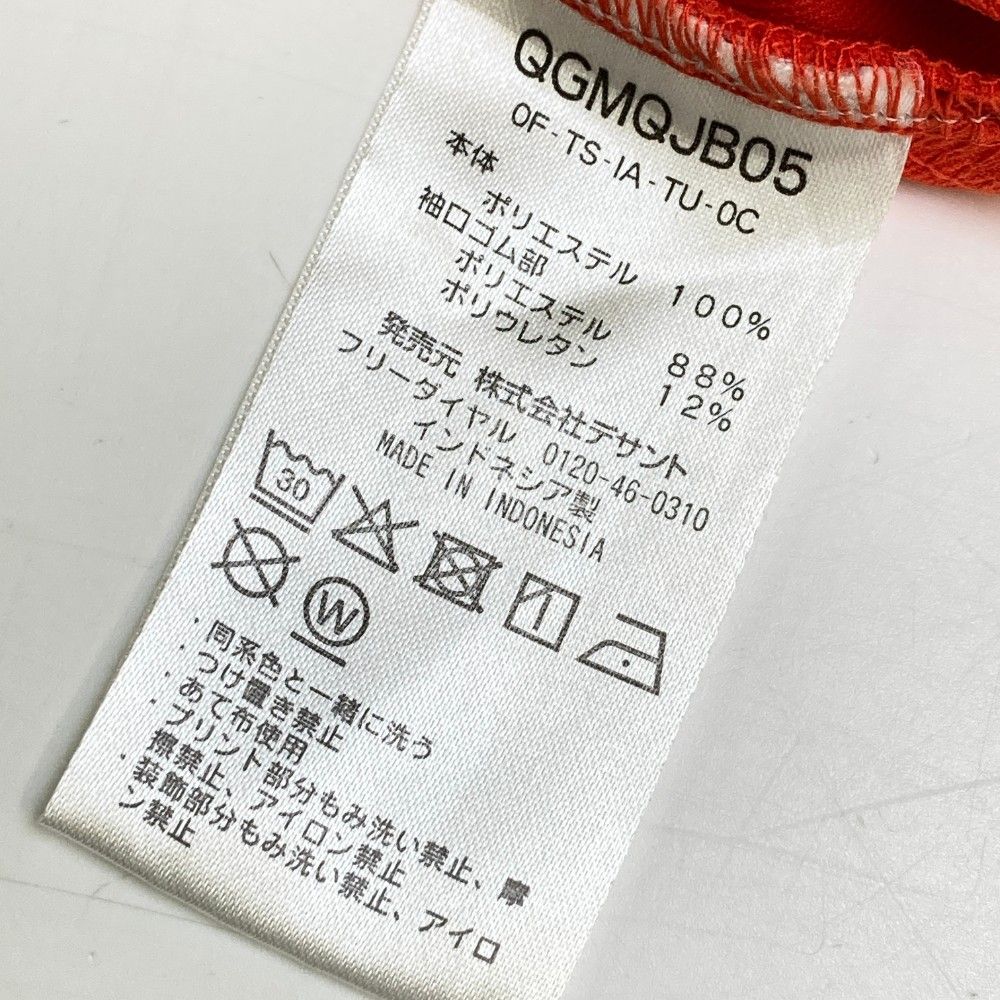 QGMQJB05
OF-TS-IA-TU-OC
本体
ポリエステル 100%
袖口ゴム部
ポリエステル 88%
ポリウレタン 12%
発売元 株式会社デサント
フリーダイヤル 0120-46-0310
インドネシア製
MADE IN INDONESIA
30
W
・同系色と一緒に洗う
・つけ置き禁止
・あて布使用
・プリント部分もみ洗い禁止、摩
擦禁止、アイロン禁止
・装飾部分もみ洗い禁止、アイロ
ン禁止